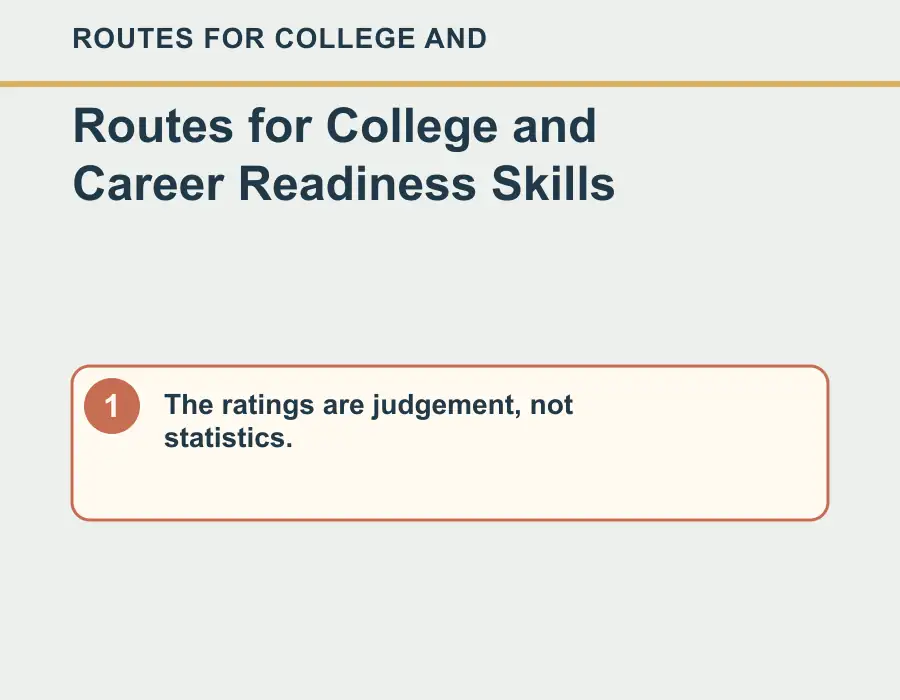 ROUTES FOR COLLEGE AND
Routes for College and
Career Readiness Skills
1
The ratings are judgement, not
statistics.